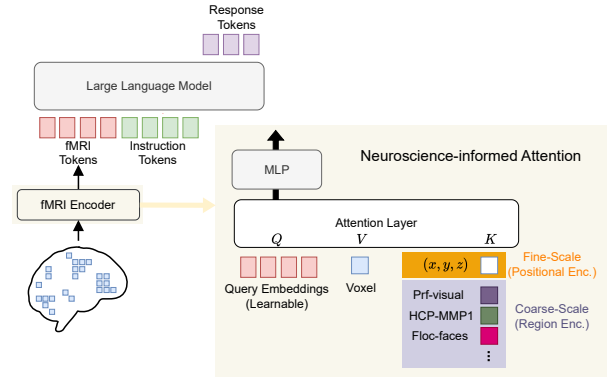 Response
Tokens
Large Language Model
fMRI
Tokens
Instruction
Tokens
fMRI Encoder
Neuroscience-informed Attention
MLP
Attention Layer
Q V K
Query Embeddings
(Learnable)
Voxel
(x, y, z)
Fine-Scale
(Positional Enc.)
Prf-visual
HCP-MMP1
Floc-faces
Coarse-Scale
(Region Enc.)